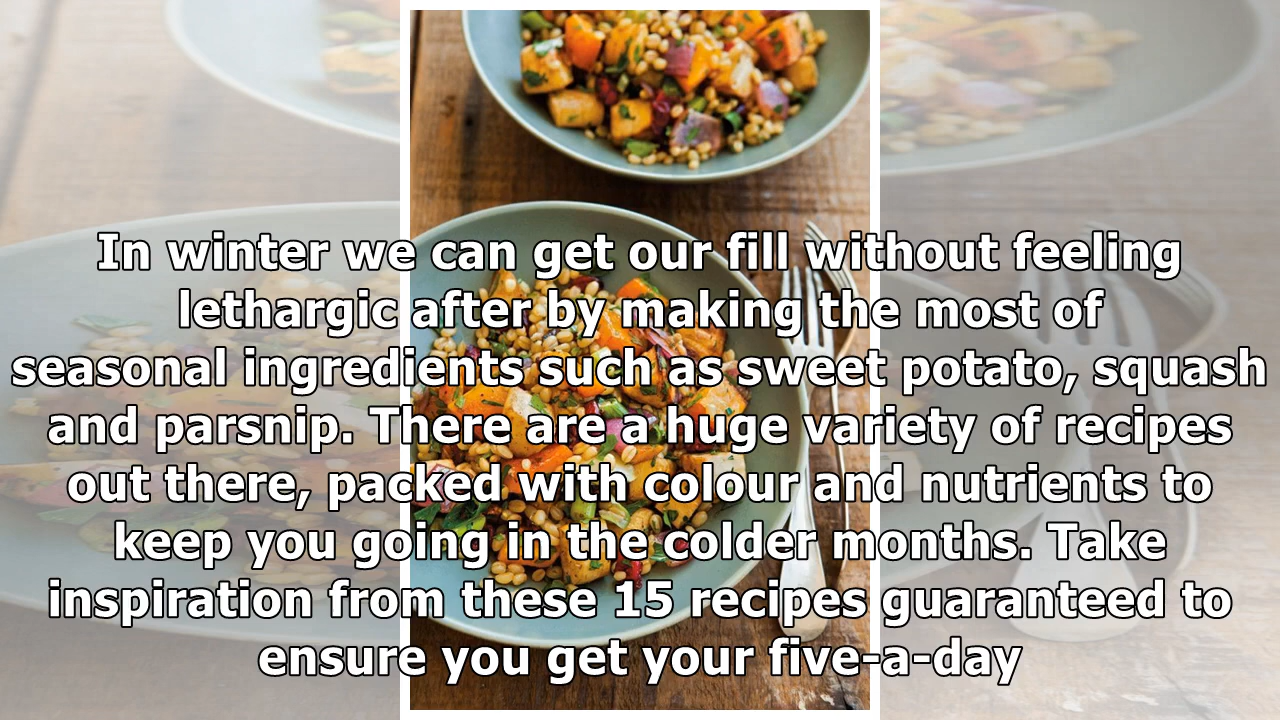 In winter we can get our fill without feeling
lethargic after by making the most of
seasonal ingredients such as sweet potato, squash
and parsnip. There are a huge variety of recipes
out there, packed with colour and nutrients to
keep you going in the colder months. Take
inspiration from these 15 recipes guaranteed to
ensure you get your five-a-day